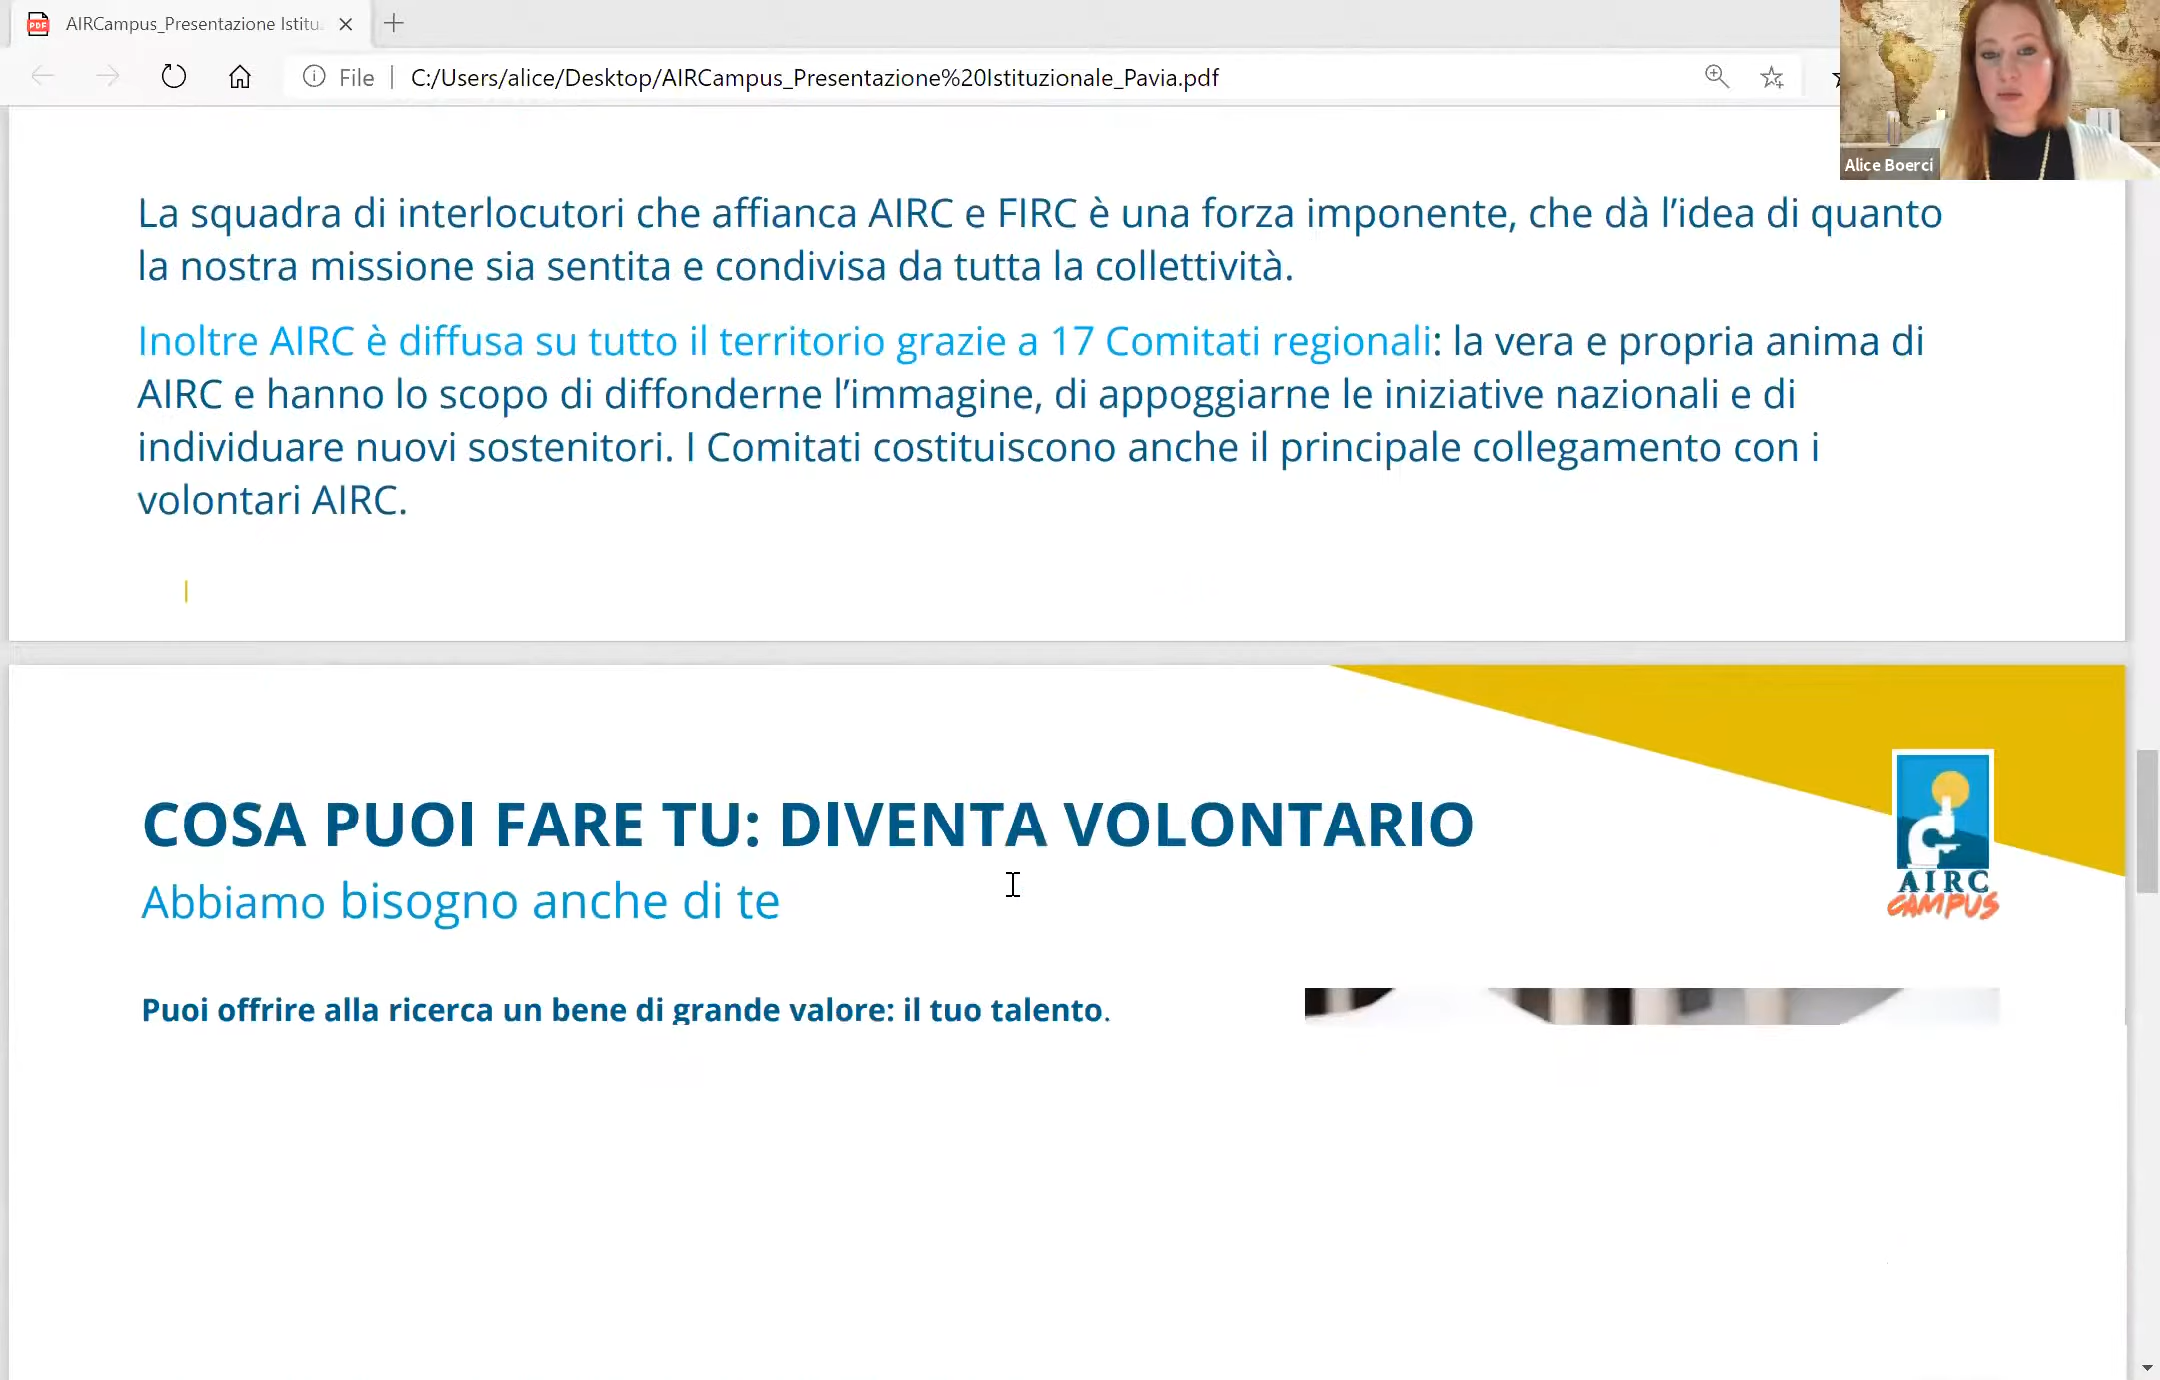 AIRCampus_Presentazione Istitu
File
C:/Users/alice/Desktop/AIRCampus_Presentazione%20Istituzionale_Pavia.pdf
Alice Boerci
La squadra di interlocutori che affianca AIRC e FIRC è una forza imponente, che dà l’idea di quanto
la nostra missione sia sentita e condivisa da tutta la collettività.
Inoltre AIRC è diffusa su tutto il territorio grazie a 17 Comitati regionali: la vera e propria anima di
AIRC e hanno lo scopo di diffonderne l’immagine, di appoggiarne le iniziative nazionali e di
individuare nuovi sostenitori. I Comitati costituiscono anche il principale collegamento con i
volontari AIRC.
COSA PUOI FARE TU: DIVENTA VOLONTARIO
Abbiamo bisogno anche di te
AIRC
CAMPUS
Puoi offrire alla ricerca un bene di grande valore: il tuo talento.